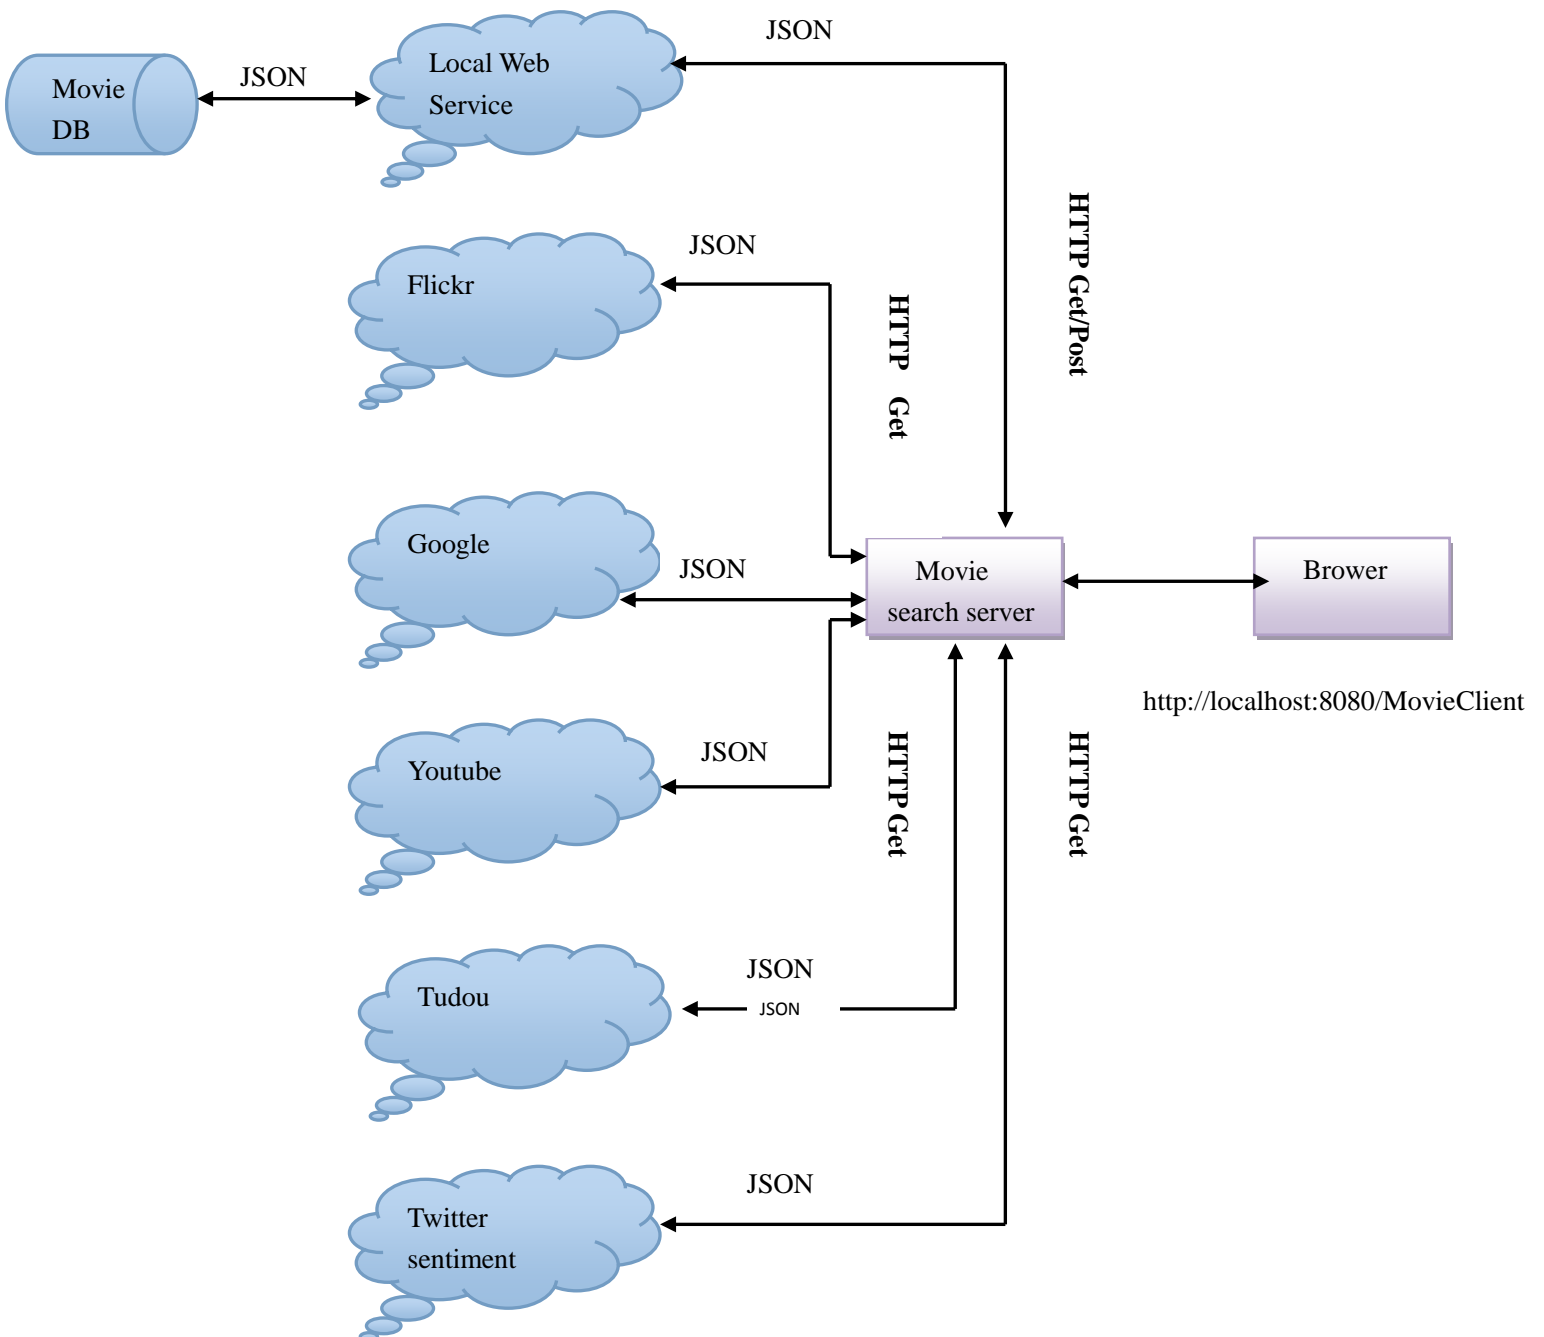 JSON
Movie
DB
JSON
Local Web
Service
HTTP Get/Post
Flickr
JSON
HTTP Get
Google
JSON
Movie
search server
Brower
http://localhost:8080/MovieClient
Youtube
JSON
HTTP Get
HTTP Get
Tudou
JSON
JSON
Twitter
sentiment
JSON